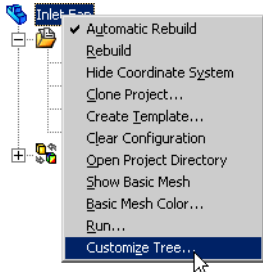 Inlet Fan
Automatic Rebuild
Rebuild
Hide Coordinate System
Clone Project...
Create Template...
Clear Configuration
Open Project Directory
Show Basic Mesh
Basic Mesh Color...
Run...
Customize Tree...